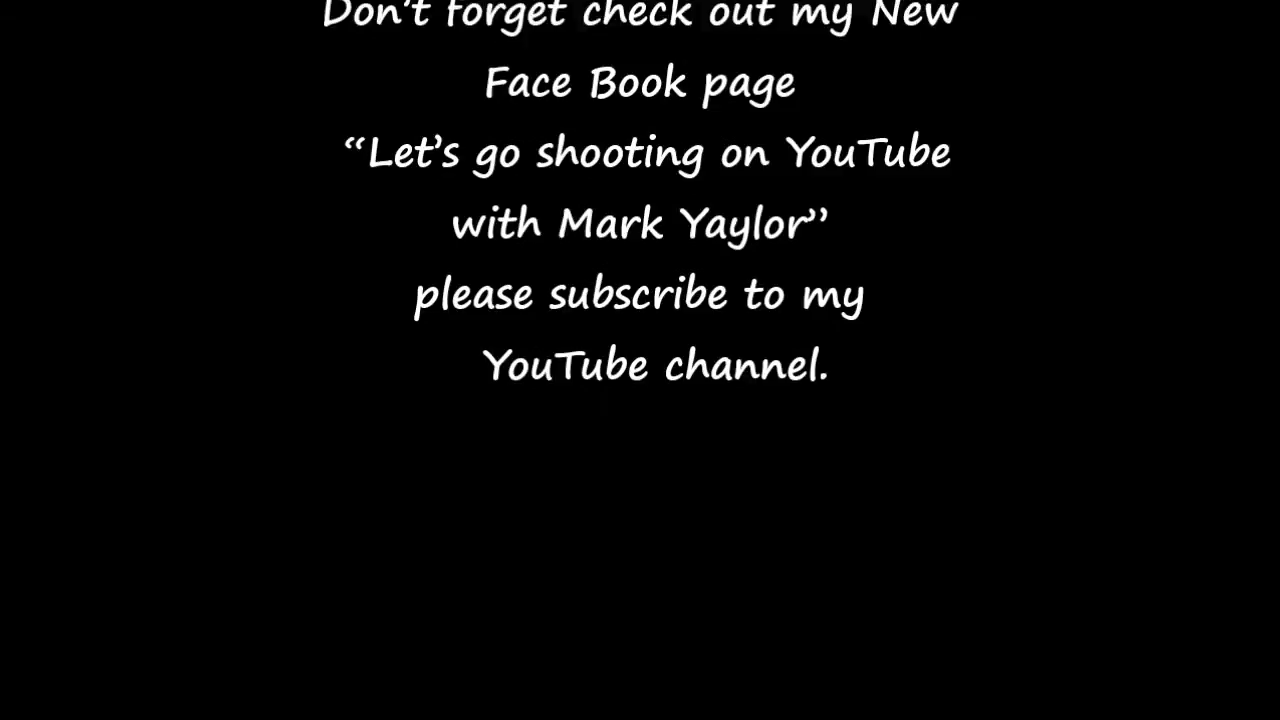 Don't forget check out my New
Face Book page
“Let's go shooting on YouTube
with Mark Yaylor”
please subscribe to my
YouTube channel.